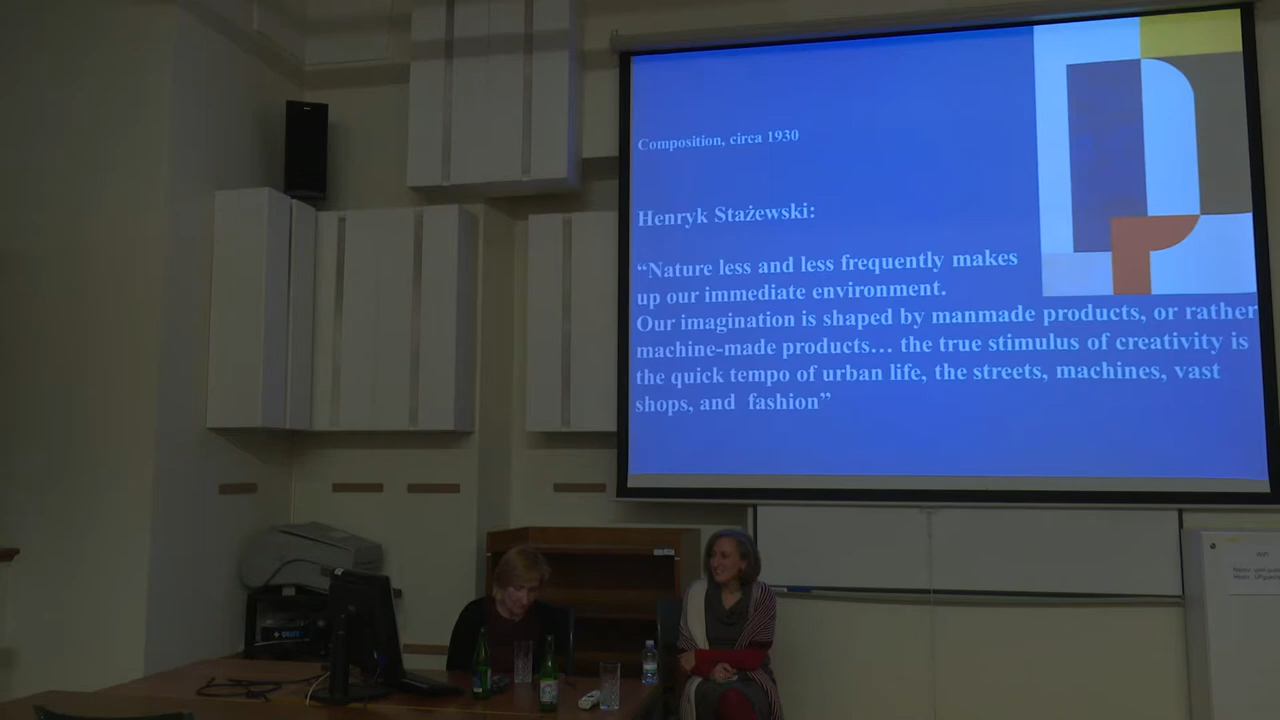 Composition, circa 1930
Henryk Stażewski:
“Nature less and less frequently makes
up our immediate environment.
Our imagination is shaped by manmade products, or rather
machine-made products… the true stimulus of creativity is
the quick tempo of urban life, the streets, machines, vast
shops, and fashion”